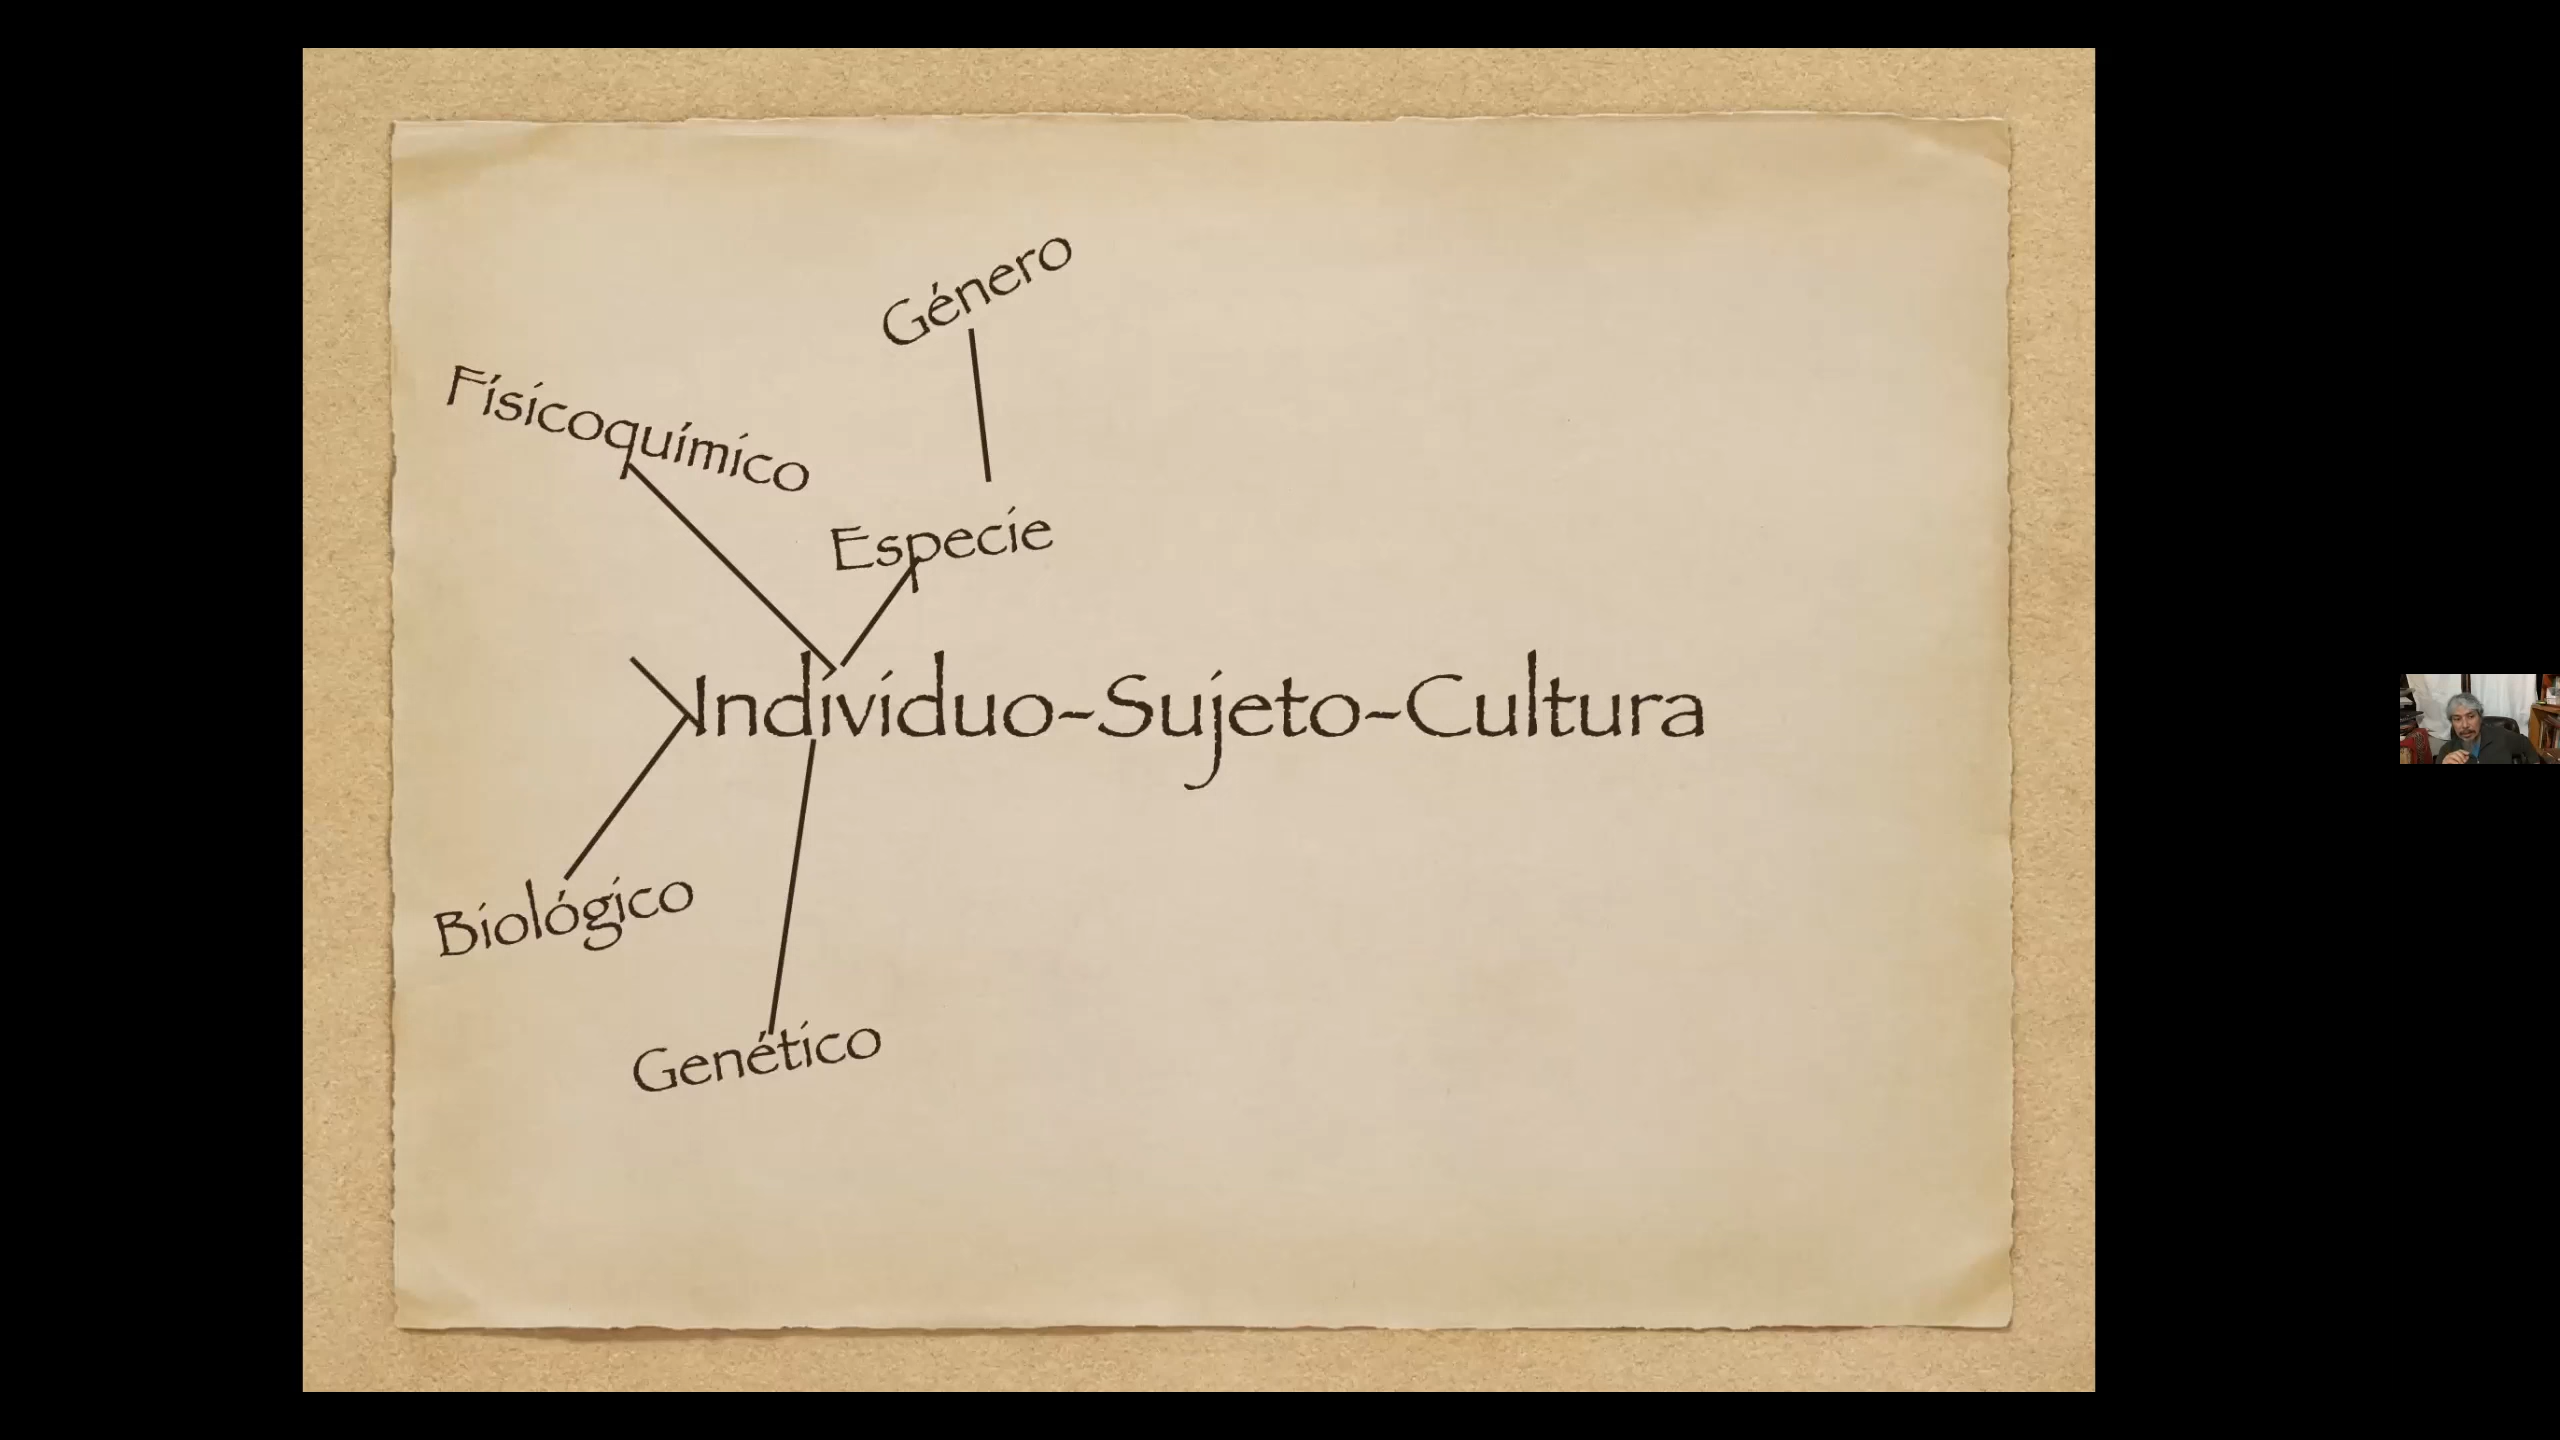 Género
Físicoquímico
Especie
Individuo-Sujeto-Cultura
Biológico
Genético